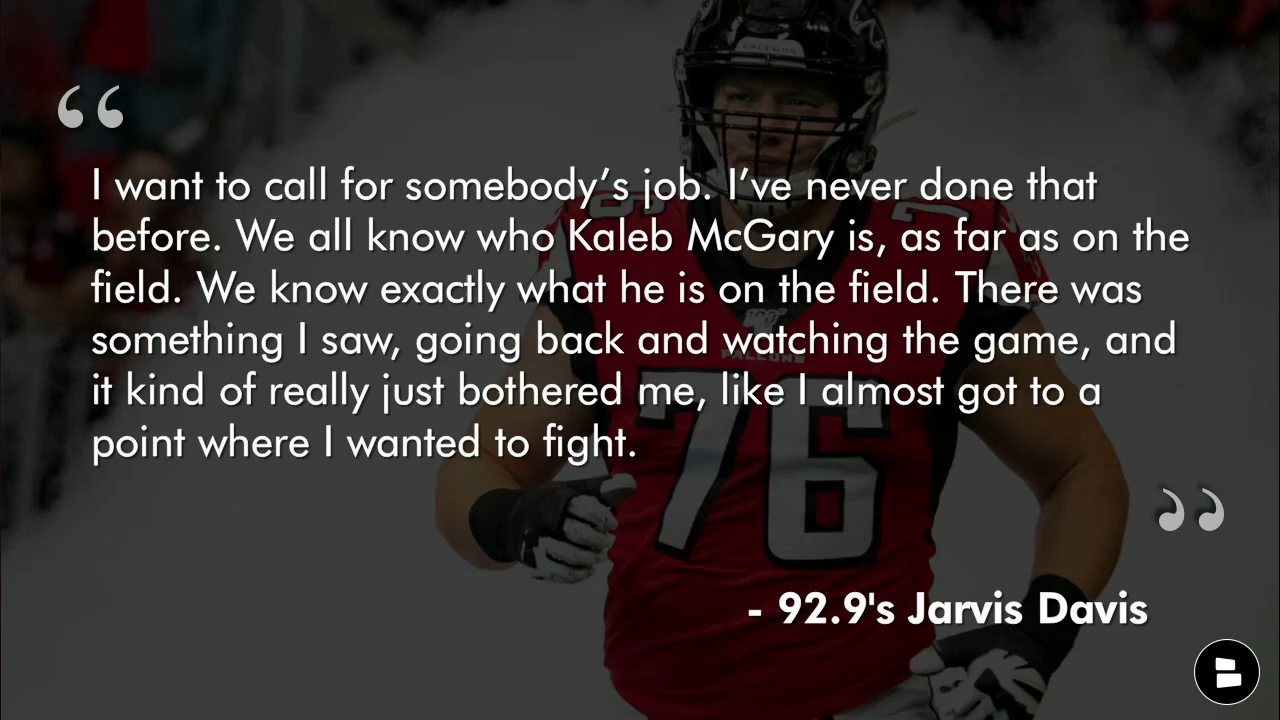 FALCONS
“
I want to call for somebody’s job. I’ve never done that
before. We all know who Kaleb McGary is, as far as on the
field. We know exactly what he is on the field. There was
something I saw, going back and watching the game, and
it kind of really just bothered me, like I almost got to a
point where I wanted to fight.
”
FALCONS
76
- 92.9's Jarvis Davis